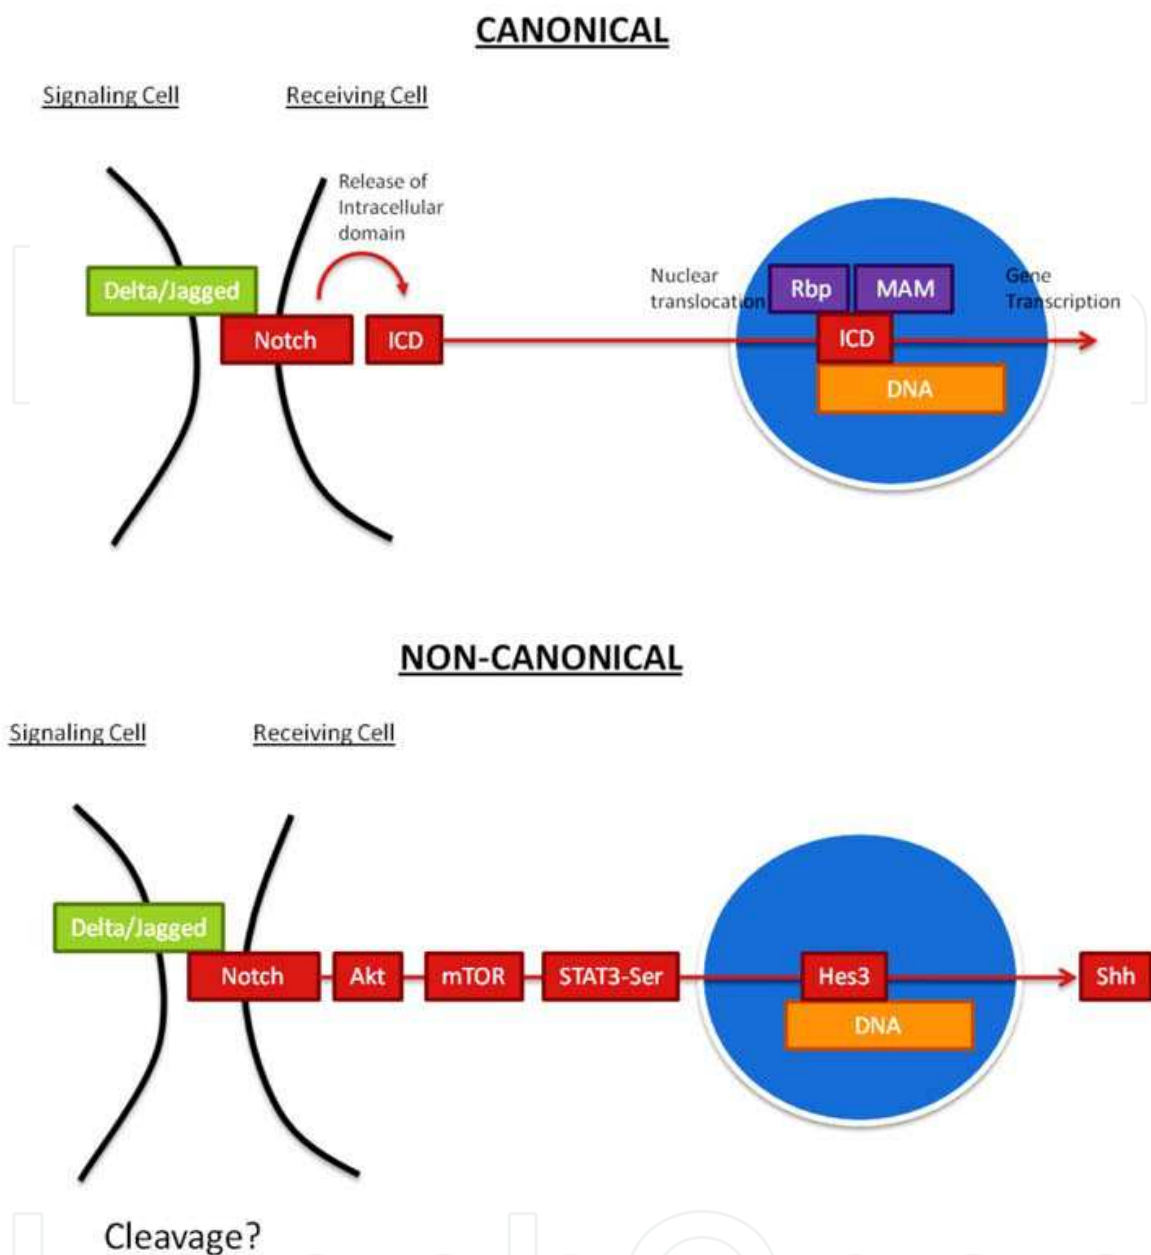 CANONICAL
Signaling Cell
Receiving Cell
Release of
Intracellular
domain
Delta/Jagged
Notch
ICD
Nuclear
translocation
Rbp
MAM
ICD
DNA
Gene
Transcription
NON-CANONICAL
Signaling Cell
Receiving Cell
Delta/Jagged
Notch
Akt
mTOR
STAT3-Ser
Hes3
DNA
Shh
Cleavage?